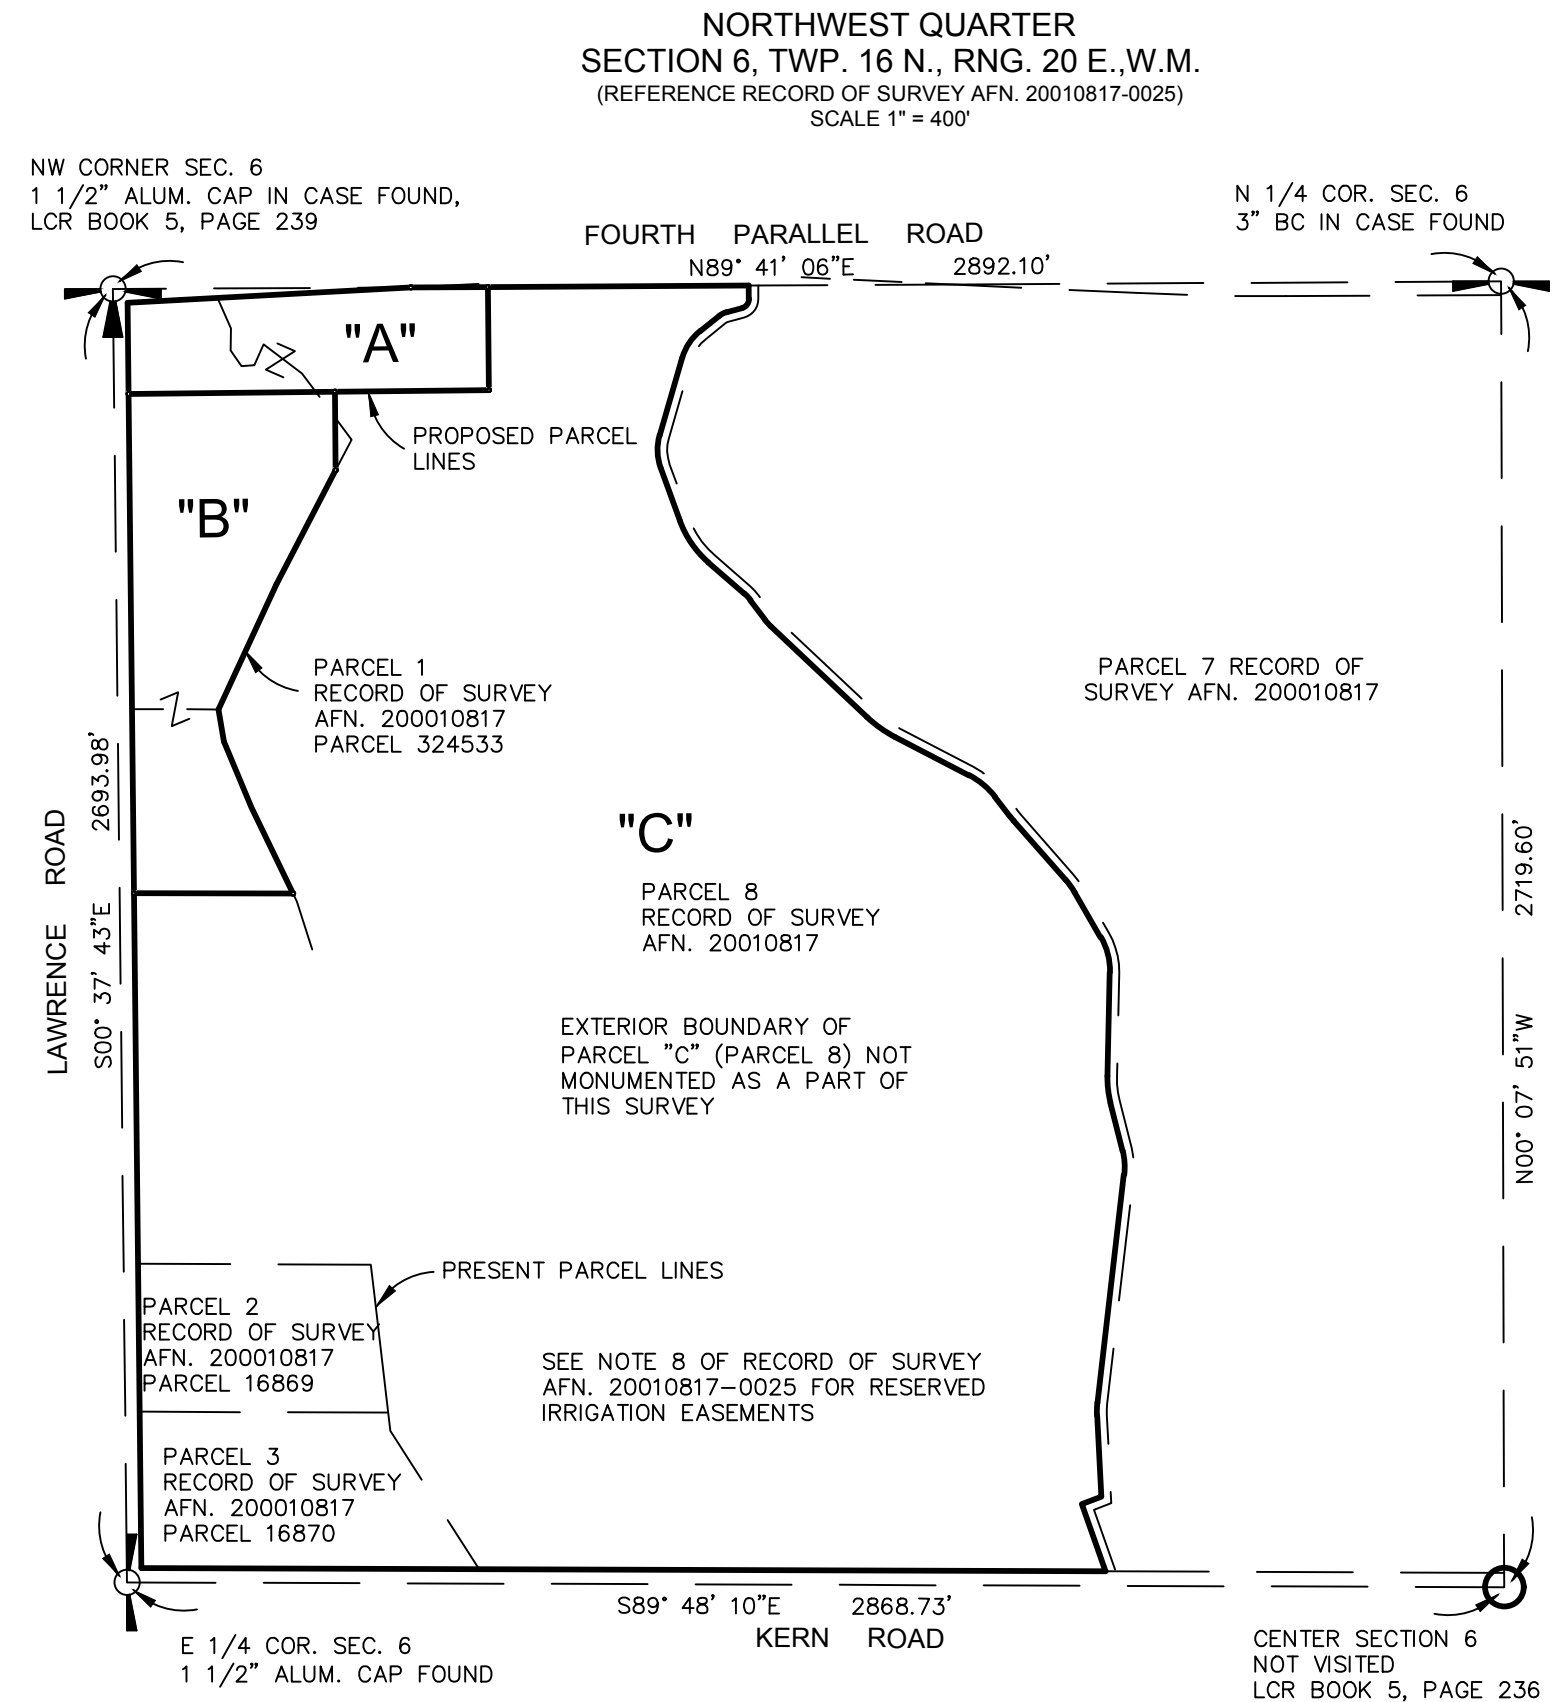 NORTHWEST QUARTER
SECTION 6, TWP. 16 N., RNG. 20 E.,W.M.
(REFERENCE RECORD OF SURVEY AFN. 20010817-0025)
SCALE 1" = 400'
NW CORNER SEC. 6
1 1/2" ALUM. CAP IN CASE FOUND,
LCR BOOK 5, PAGE 239
N 1/4 COR. SEC. 6
3" BC IN CASE FOUND
FOURTH PARALLEL ROAD
N89° 41' 06"E 2892.10'
"A"
PROPOSED PARCEL
LINES
"B"
PARCEL 1
RECORD OF SURVEY
AFN. 200010817
PARCEL 324533
PARCEL 7 RECORD OF
SURVEY AFN. 200010817
LAWRENCE ROAD
S00° 37' 43"E 2693.98'
"C"
PARCEL 8
RECORD OF SURVEY
AFN. 20010817
N00° 07' 51"W 2719.60'
EXTERIOR BOUNDARY OF
PARCEL "C" (PARCEL 8) NOT
MONUMENTED AS A PART OF
THIS SURVEY
PRESENT PARCEL LINES
PARCEL 2
RECORD OF SURVEY
AFN. 200010817
PARCEL 16869
SEE NOTE 8 OF RECORD OF SURVEY
AFN. 20010817-0025 FOR RESERVED
IRRIGATION EASEMENTS
PARCEL 3
RECORD OF SURVEY
AFN. 200010817
PARCEL 16870
S89° 48' 10"E 2868.73'
KERN ROAD
E 1/4 COR. SEC. 6
1 1/2" ALUM. CAP FOUND
CENTER SECTION 6
NOT VISITED
LCR BOOK 5, PAGE 236